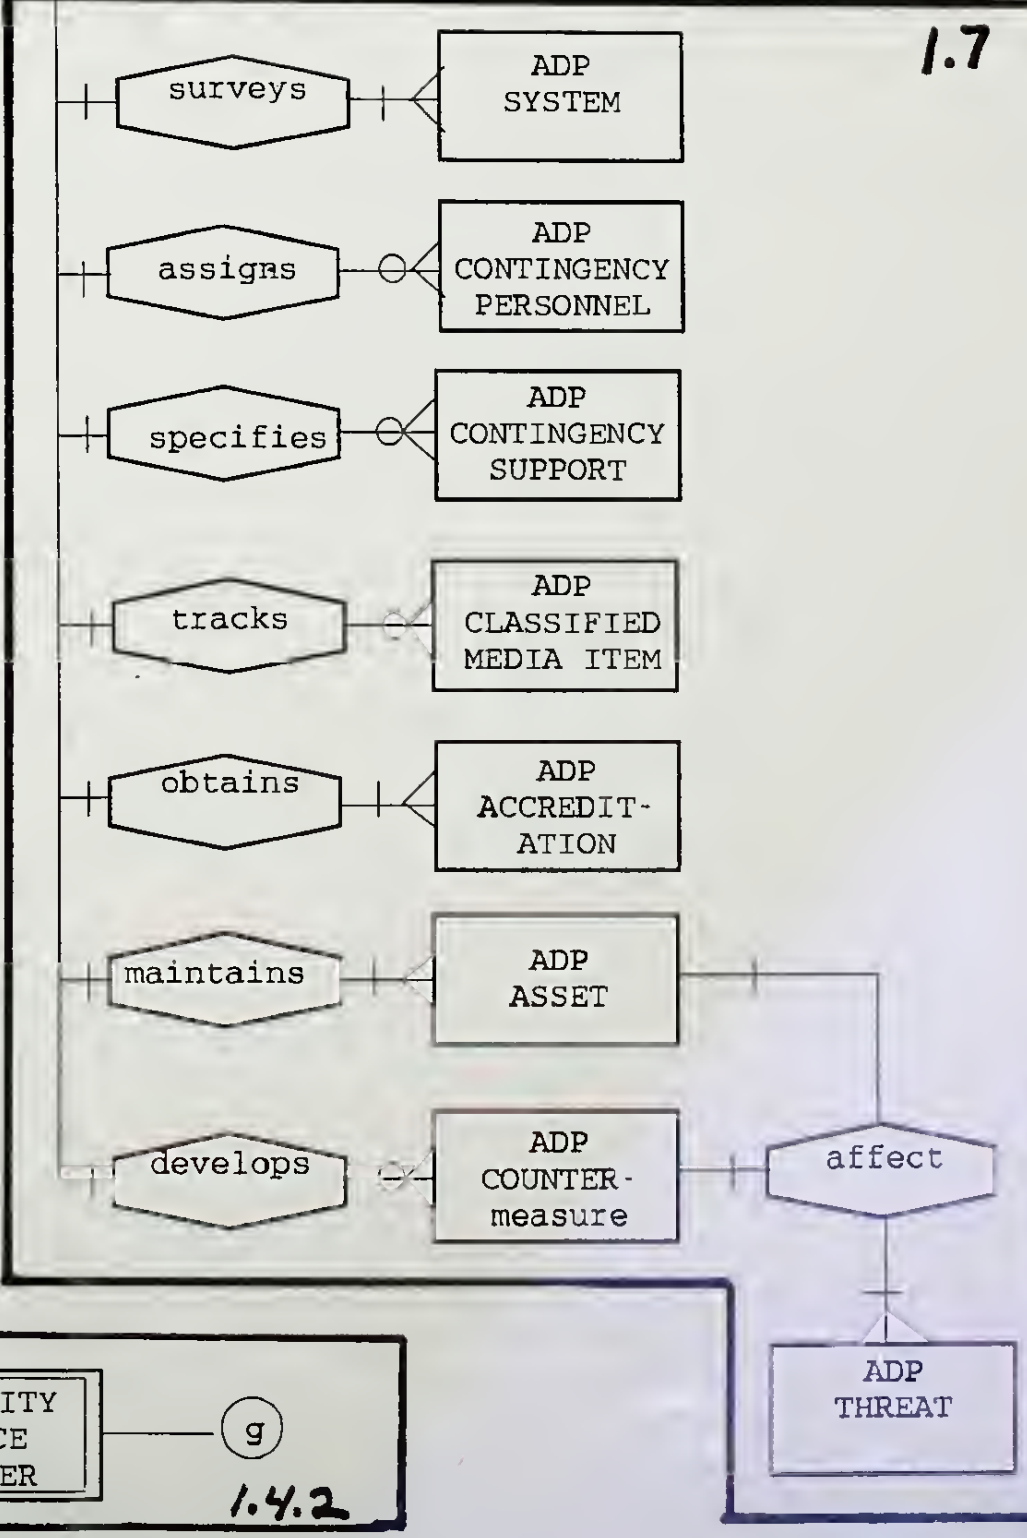 1.7
surveys
ADP
SYSTEM
assigns
ADP
CONTINGENCY
PERSONNEL
specifies
ADP
CONTINGENCY
SUPPORT
tracks
ADP
CLASSIFIED
MEDIA ITEM
obtains
ADP
ACCREDIT-
ATION
maintains
ADP
ASSET
develops
ADP
COUNTER-
measure
affect
ADP
THREAT
ITY
CE
ER
g
1.4.2